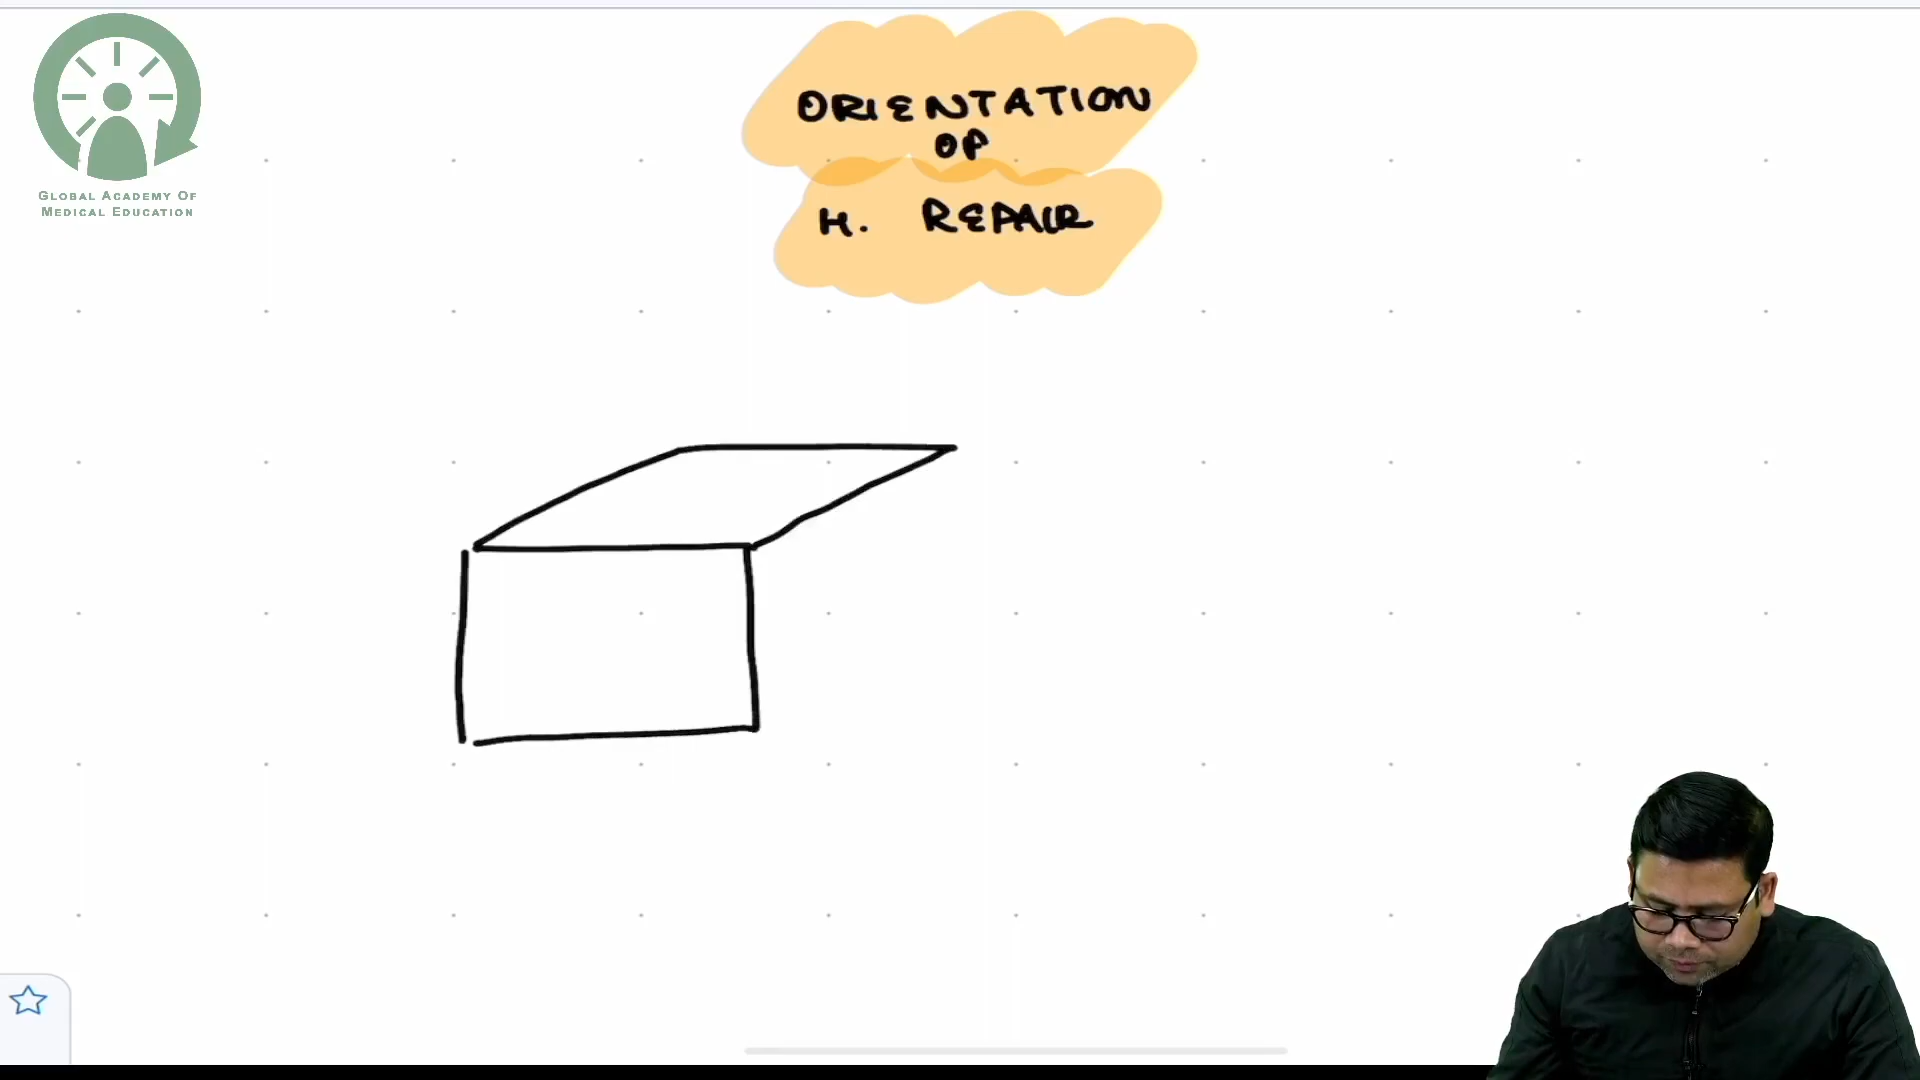 GLOBAL ACADEMY OF
MEDICAL EDUCATION
ORIENTATION
OF
H. REPAIR